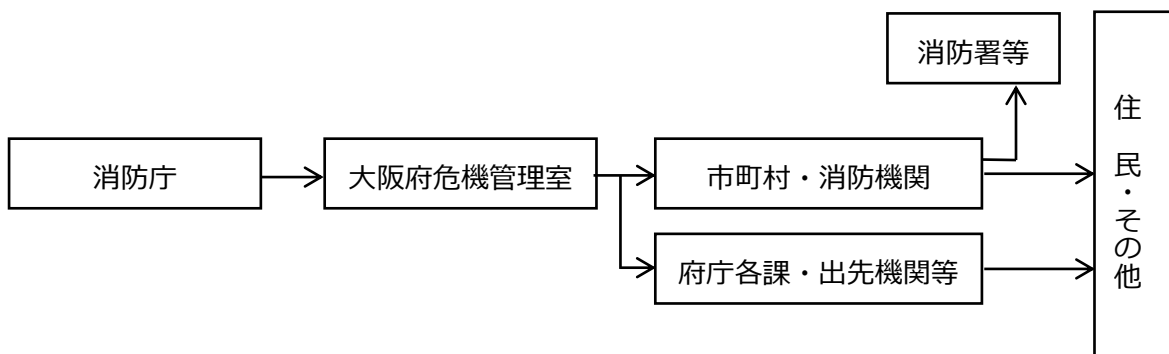 消防署等
消防庁
大阪府危機管理室
市町村・消防機関
府庁各課・出先機関等
住民・その他